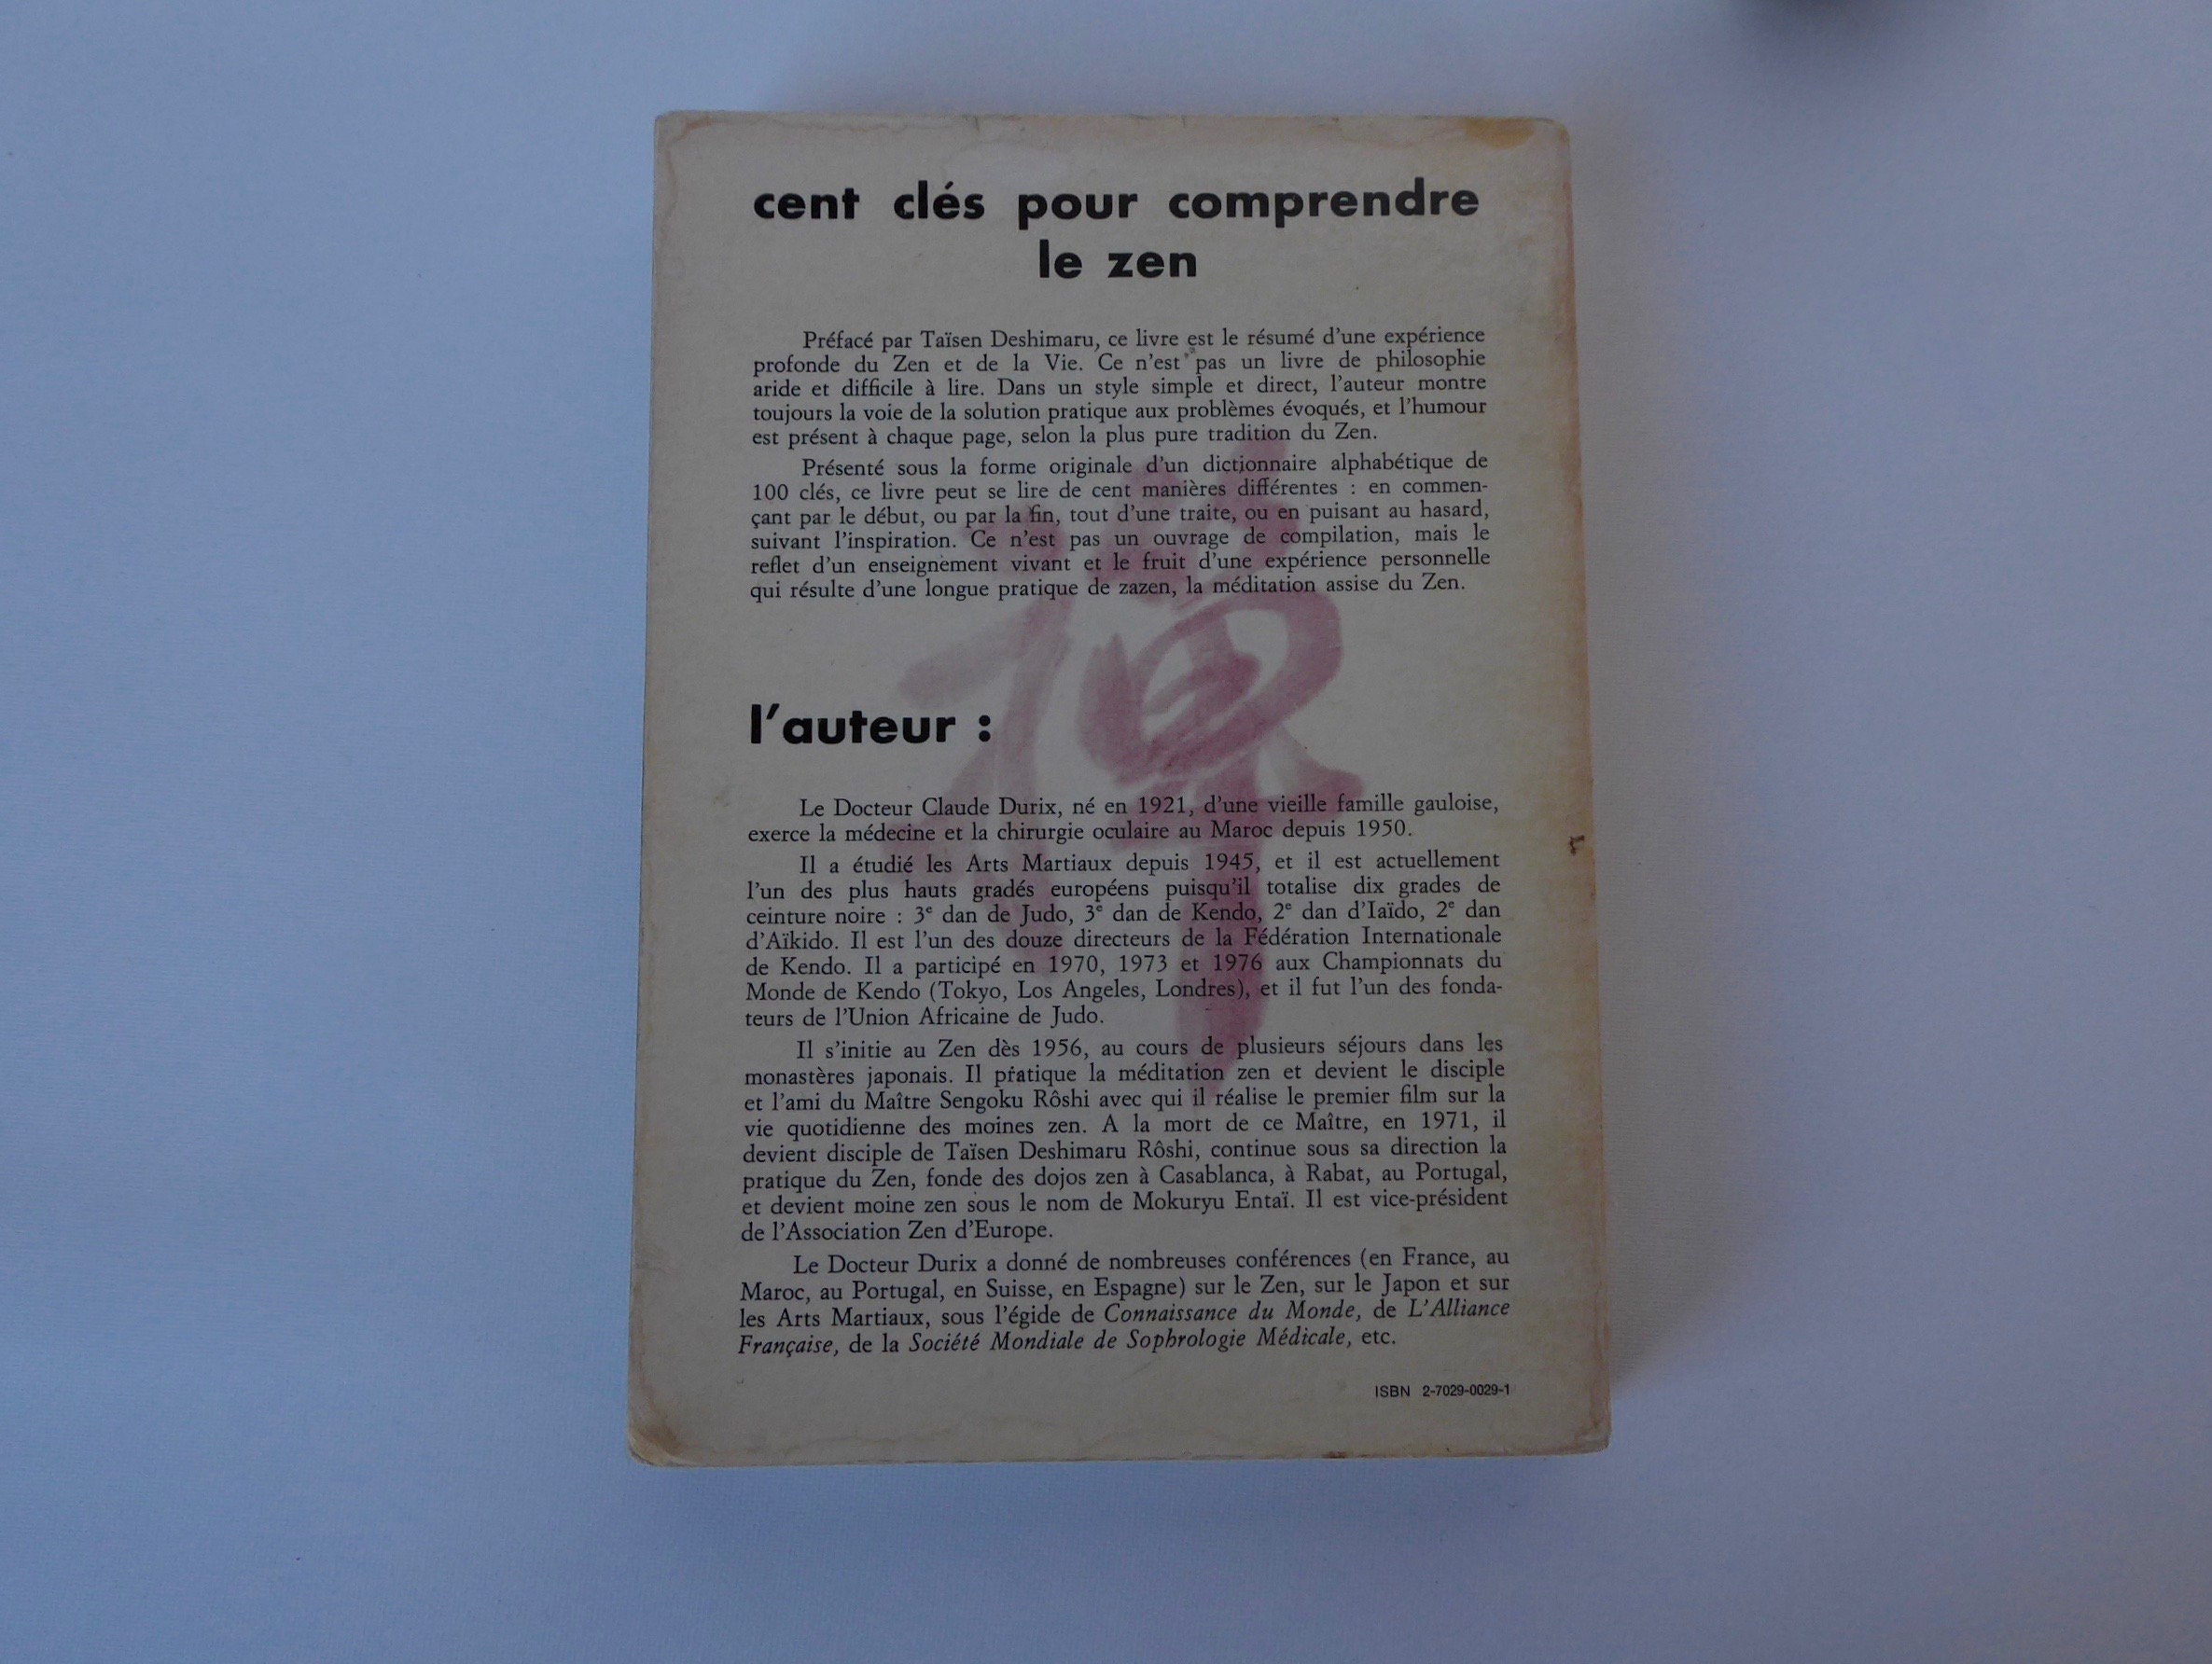 cent clés pour comprendre
le zen
Préfacé par Taïsen Deshimaru, ce livre est le résumé d'une expérience
profonde du Zen et de la Vie. Ce n'est pas un livre de philosophie
aride et difficile à lire. Dans un style simple et direct, l'auteur montre
toujours la voie de la solution pratique aux problèmes évoqués, et l'humour
est présent à chaque page, selon la plus pure tradition du Zen.
Présenté sous la forme originale d'un dictionnaire alphabétique de
100 clés, ce livre peut se lire de cent manières différentes : en commen-
çant par le début, ou par la fin, tout d'une traite, ou en puisant au hasard,
suivant l'inspiration. Ce n'est pas un ouvrage de compilation, mais le
reflet d'un enseignement vivant et le fruit d'une expérience personnelle
qui résulte d'une longue pratique de zazen, la méditation assise du Zen.
l'auteur :
Le Docteur Claude Durix, né en 1921, d'une vieille famille gauloise,
exerce la médecine et la chirurgie oculaire au Maroc depuis 1950.
Il a étudié les Arts Martiaux depuis 1945, et il est actuellement
l'un des plus hauts gradés européens puisqu'il totalise dix grades de
ceinture noire : 3e dan de Judo, 3e dan de Kendo, 2e dan d'Iaïdo, 2e dan
d'Aïkido. Il est l'un des douze directeurs de la Fédération Internationale
de Kendo. Il a participé en 1970, 1973 et 1976 aux Championnats du
Monde de Kendo (Tokyo, Los Angeles, Londres), et il fut l'un des fonda-
teurs de l'Union Africaine de Judo.
Il s'initie au Zen dès 1956, au cours de plusieurs séjours dans les
monastères japonais. Il pratique la méditation zen et devient le disciple
et l'ami du Maître Sengoku Rôshi avec qui il réalise le premier film sur la
vie quotidienne des moines zen. A la mort de ce Maître, en 1971, il
devient disciple de Taïsen Deshimaru Rôshi, continue sous sa direction la
pratique du Zen, fonde des dojos zen à Casablanca, à Rabat, au Portugal,
et devient moine zen sous le nom de Mokuryu Entaï. Il est vice-président
de l'Association Zen d'Europe.
Le Docteur Durix a donné de nombreuses conférences (en France, au
Maroc, au Portugal, en Suisse, en Espagne) sur le Zen, sur le Japon et sur
les Arts Martiaux, sous l'égide de Connaissance du Monde, de L'Alliance
Française, de la Société Mondiale de Sophrologie Médicale, etc.
ISBN 2-7029-0029-1
禅